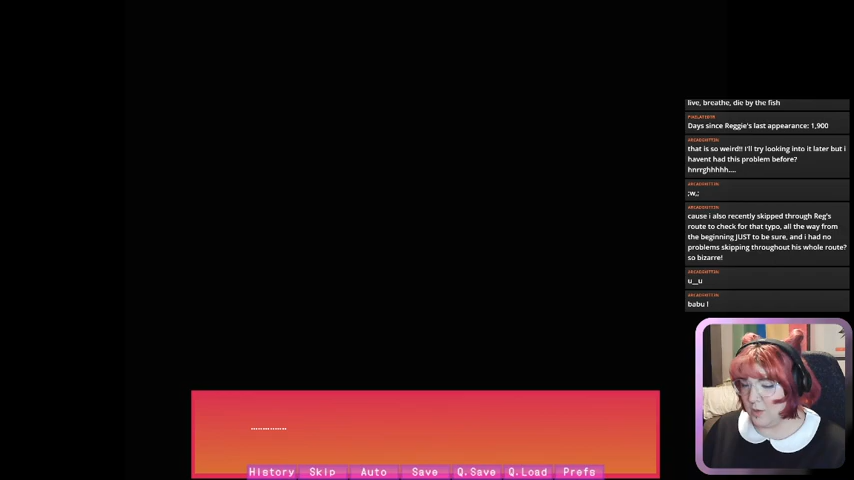 live, breathe, die by the fish
Days since Reggie's last appearance: 1,900
that is so weird!! I'll try looking into it later but i
havent had this problem before?
hnrrghhhhh....
;w,;
cause i also recently skipped through Reg's
route to check for that typo, all the way from
the beginning JUST to be sure, and i had no
problems skipping throughout his whole route?
so bizarre!
u__u
babu l
...............
History Skip Auto Save Q.Save Q.Load Prefs